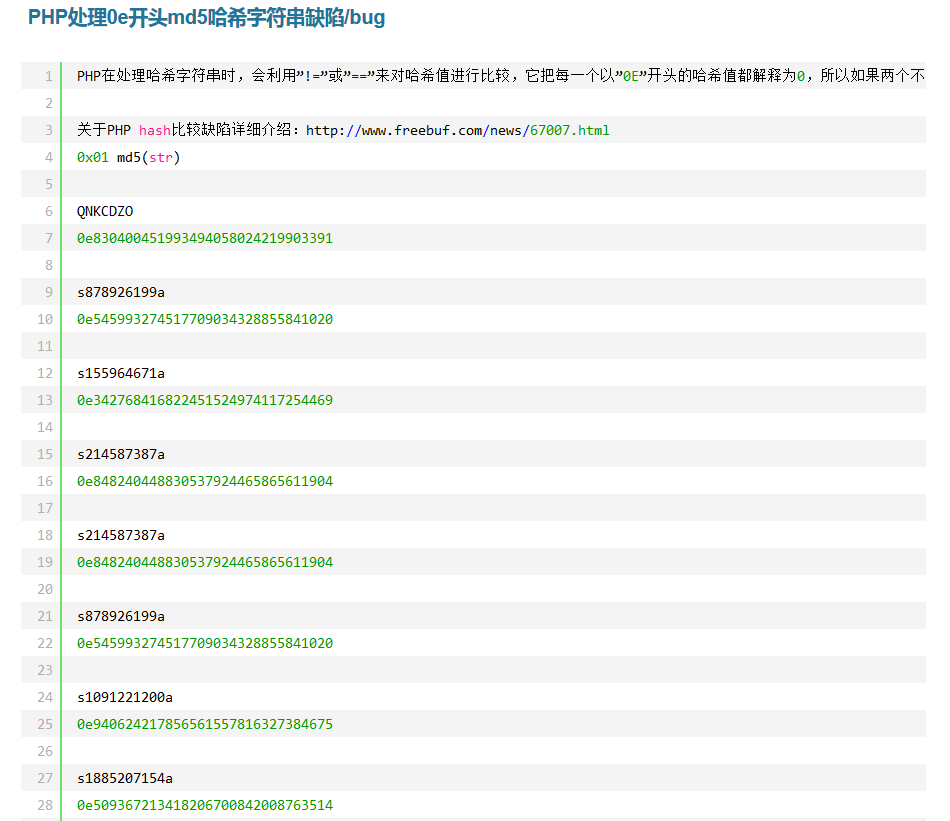 PHP处理0e开头md5哈希字符串缺陷/bug
1 PHP在处理哈希字符串时，会利用”!=”或”==”来对哈希值进行比较，它把每一个以”0E”开头的哈希值都解释为0，所以如果两个不
2
3 关于PHP hash比较缺陷详细介绍：http://www.freebuf.com/news/67007.html
4 0x01 md5(str)
5
6 QNKCDZO
7 0e830400451993494058024219903391
8
9 s878926199a
10 0e545993274517709034328855841020
11
12 s155964671a
13 0e342768416822451524974117254469
14
15 s214587387a
16 0e848240448830537924465865611904
17
18 s214587387a
19 0e848240448830537924465865611904
20
21 s878926199a
22 0e545993274517709034328855841020
23
24 s1091221200a
25 0e940624217856561557816327384675
26
27 s1885207154a
28 0e509367213418206700842008763514